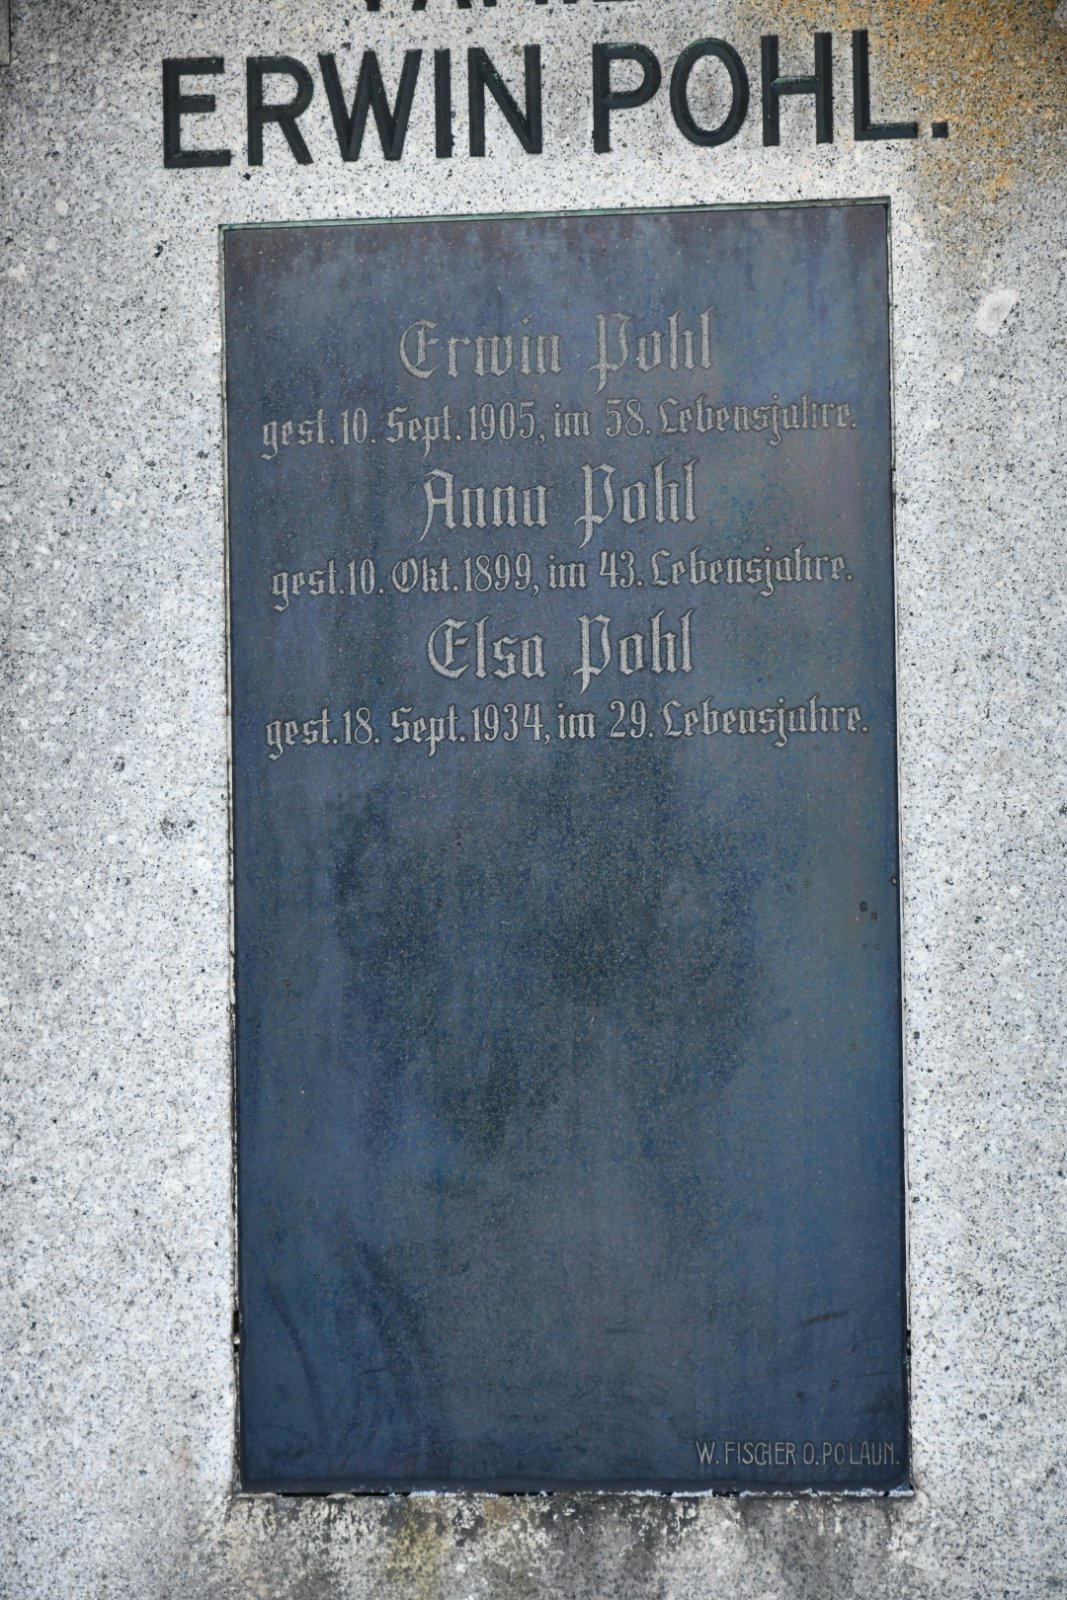 ERWIN POHL.
Erwin Pohl
gest. 10. Sept. 1905, im 58. Lebensjahre.
Anna Pohl
gest. 10. Okt. 1899, im 43. Lebensjahre.
Elsa Pohl
gest. 18. Sept. 1934, im 29. Lebensjahre.
W. FISCHER O. POLAUN.